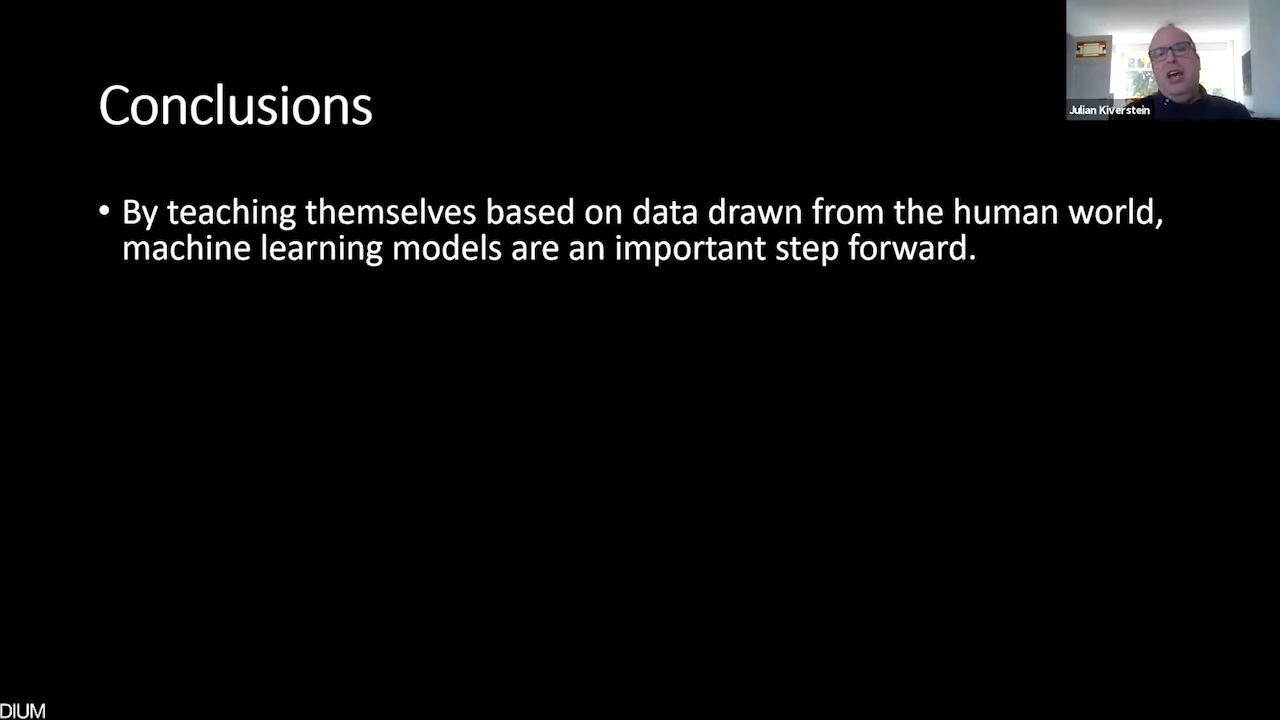 Conclusions
Julian Kiverstein
• By teaching themselves based on data drawn from the human world,
machine learning models are an important step forward.
DIUM